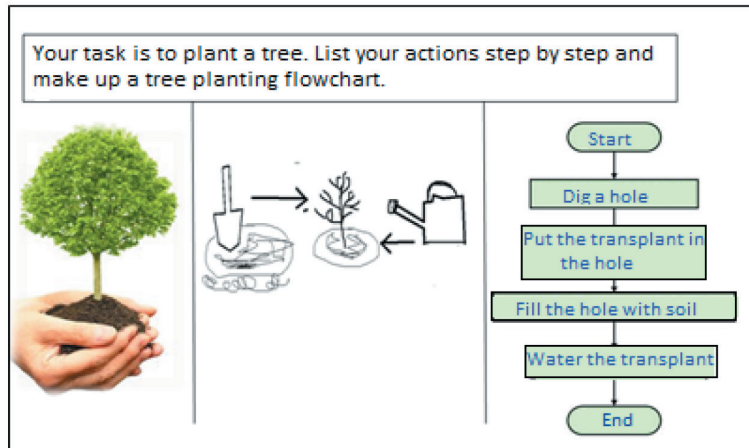 Your task is to plant a tree. List your actions step by step and
make up a tree planting flowchart.
Start
Dig a hole
Put the transplant in
the hole
Fill the hole with soil
Water the transplant
End